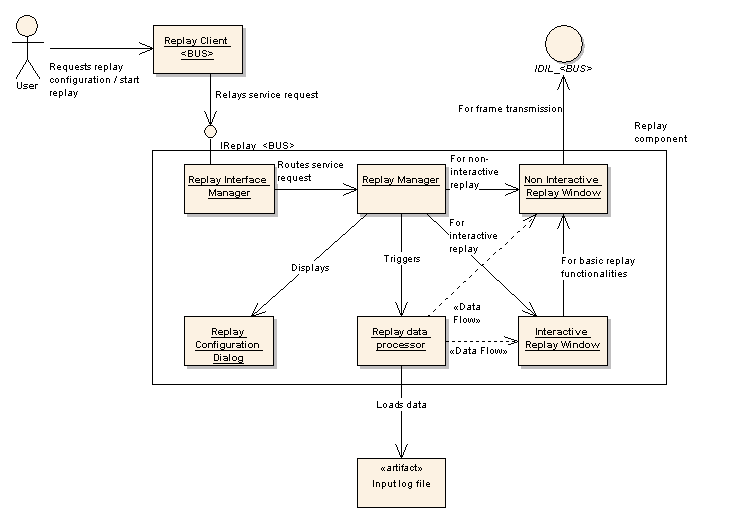 Replay Client
<BUS>
User
Requests replay
configuration / start
replay
Relays service request
IReplay_<BUS>
IDIL_<BUS>
For frame transmission
Replay
component
Replay Interface
Manager
Routes service
request
Replay Manager
For non-
interactive
replay
Non Interactive
Replay Window
For
interactive
replay
Displays
Triggers
For basic replay
functionalities
«Data
Flow»
Replay
Configuration
Dialog
Replay data
processor
«Data Flow»
Interactive
Replay Window
Loads data
«artifact»
Input log file